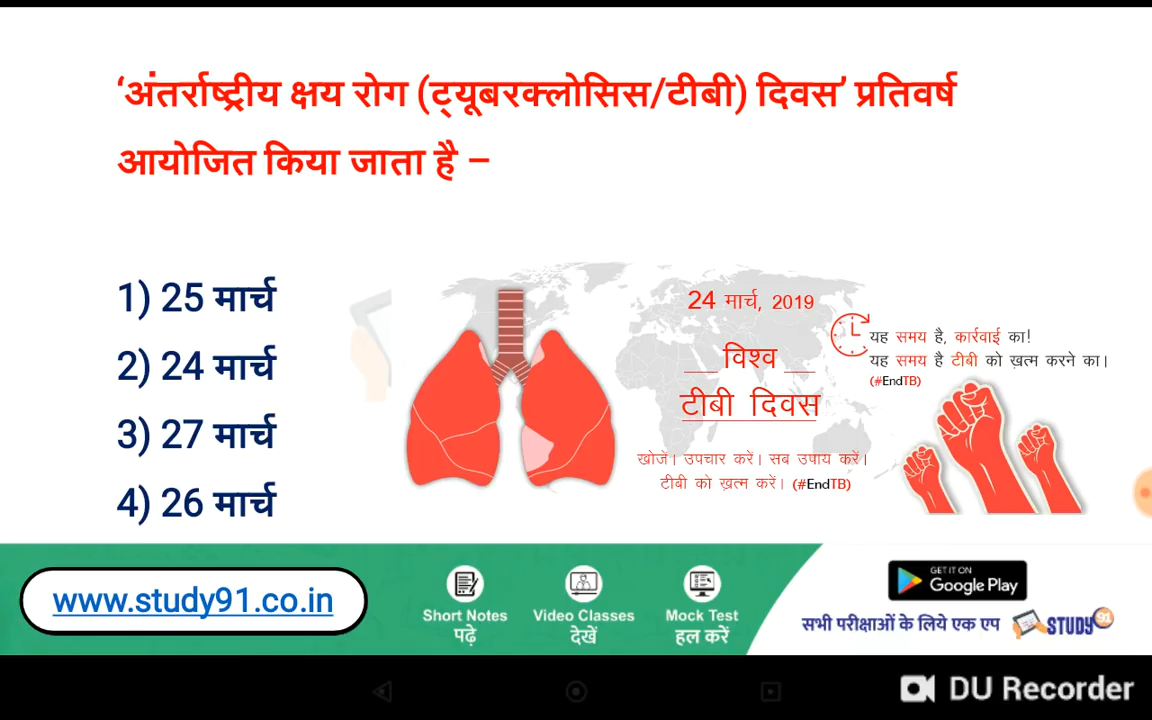 ‘अंतर्राष्ट्रीय क्षय रोग (ट्यूबरक्लोसिस/टीबी) दिवस’ प्रतिवर्ष
आयोजित किया जाता है –
1) 25 मार्च
2) 24 मार्च
3) 27 मार्च
4) 26 मार्च
24 मार्च, 2019
विश्व
टीबी दिवस
खोजें। उपचार करें। सब उपाय करें।
टीबी को ख़त्म करें। (#EndTB)
यह समय है, कार्रवाई का!
यह समय है टीबी को ख़त्म करने का।
(#EndTB)
www.study91.co.in
Short Notes
पढ़े
Video Classes
देखें
Mock Test
हल करें
GET IT ON
Google Play
सभी परीक्षाओं के लिये एक एप
STUDY 91
DU Recorder